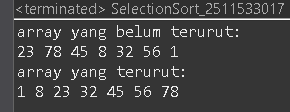 <terminated> SelectionSort_2511533017
array yang belum terurut:
23 78 45 8 32 56 1
array yang terurut:
1 8 23 32 45 56 78